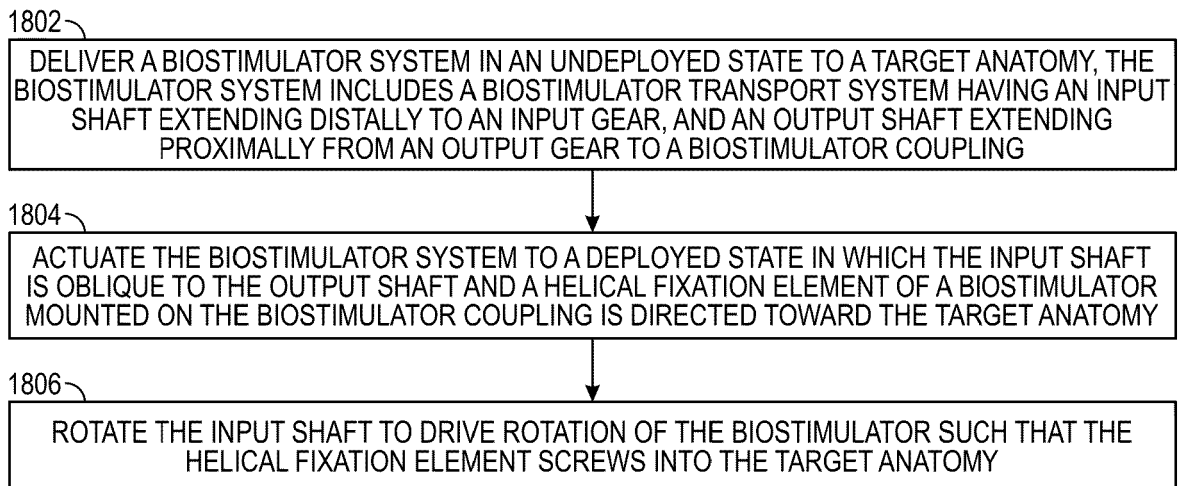 1802
DELIVER A BIOSTIMULATOR SYSTEM IN AN UNDEPLOYED STATE TO A TARGET ANATOMY, THE
BIOSTIMULATOR SYSTEM INCLUDES A BIOSTIMULATOR TRANSPORT SYSTEM HAVING AN INPUT
SHAFT EXTENDING DISTALLY TO AN INPUT GEAR, AND AN OUTPUT SHAFT EXTENDING
PROXIMALLY FROM AN OUTPUT GEAR TO A BIOSTIMULATOR COUPLING
1804
ACTUATE THE BIOSTIMULATOR SYSTEM TO A DEPLOYED STATE IN WHICH THE INPUT SHAFT
IS OBLIQUE TO THE OUTPUT SHAFT AND A HELICAL FIXATION ELEMENT OF A BIOSTIMULATOR
MOUNTED ON THE BIOSTIMULATOR COUPLING IS DIRECTED TOWARD THE TARGET ANATOMY
1806
ROTATE THE INPUT SHAFT TO DRIVE ROTATION OF THE BIOSTIMULATOR SUCH THAT THE
HELICAL FIXATION ELEMENT SCREWS INTO THE TARGET ANATOMY